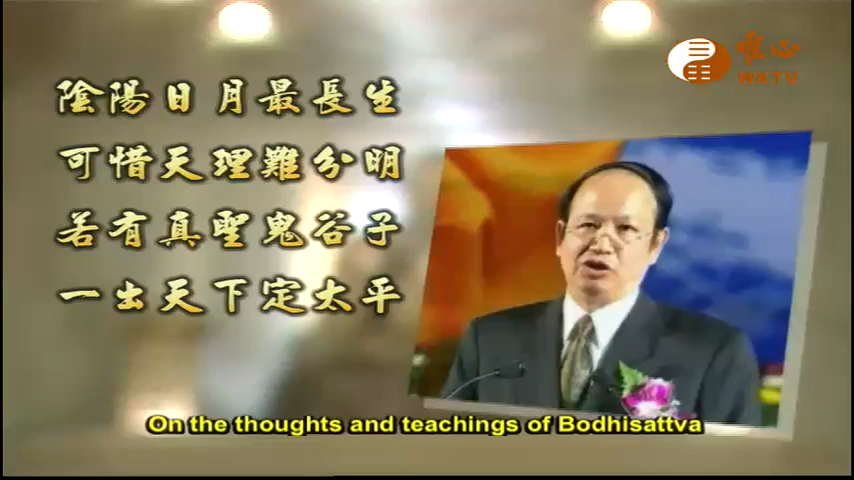 唯心
WXTV
陰陽日月最長生
可惜天理難分明
若有真聖鬼谷子
一出天下定太平
On the thoughts and teachings of Bodhisattva